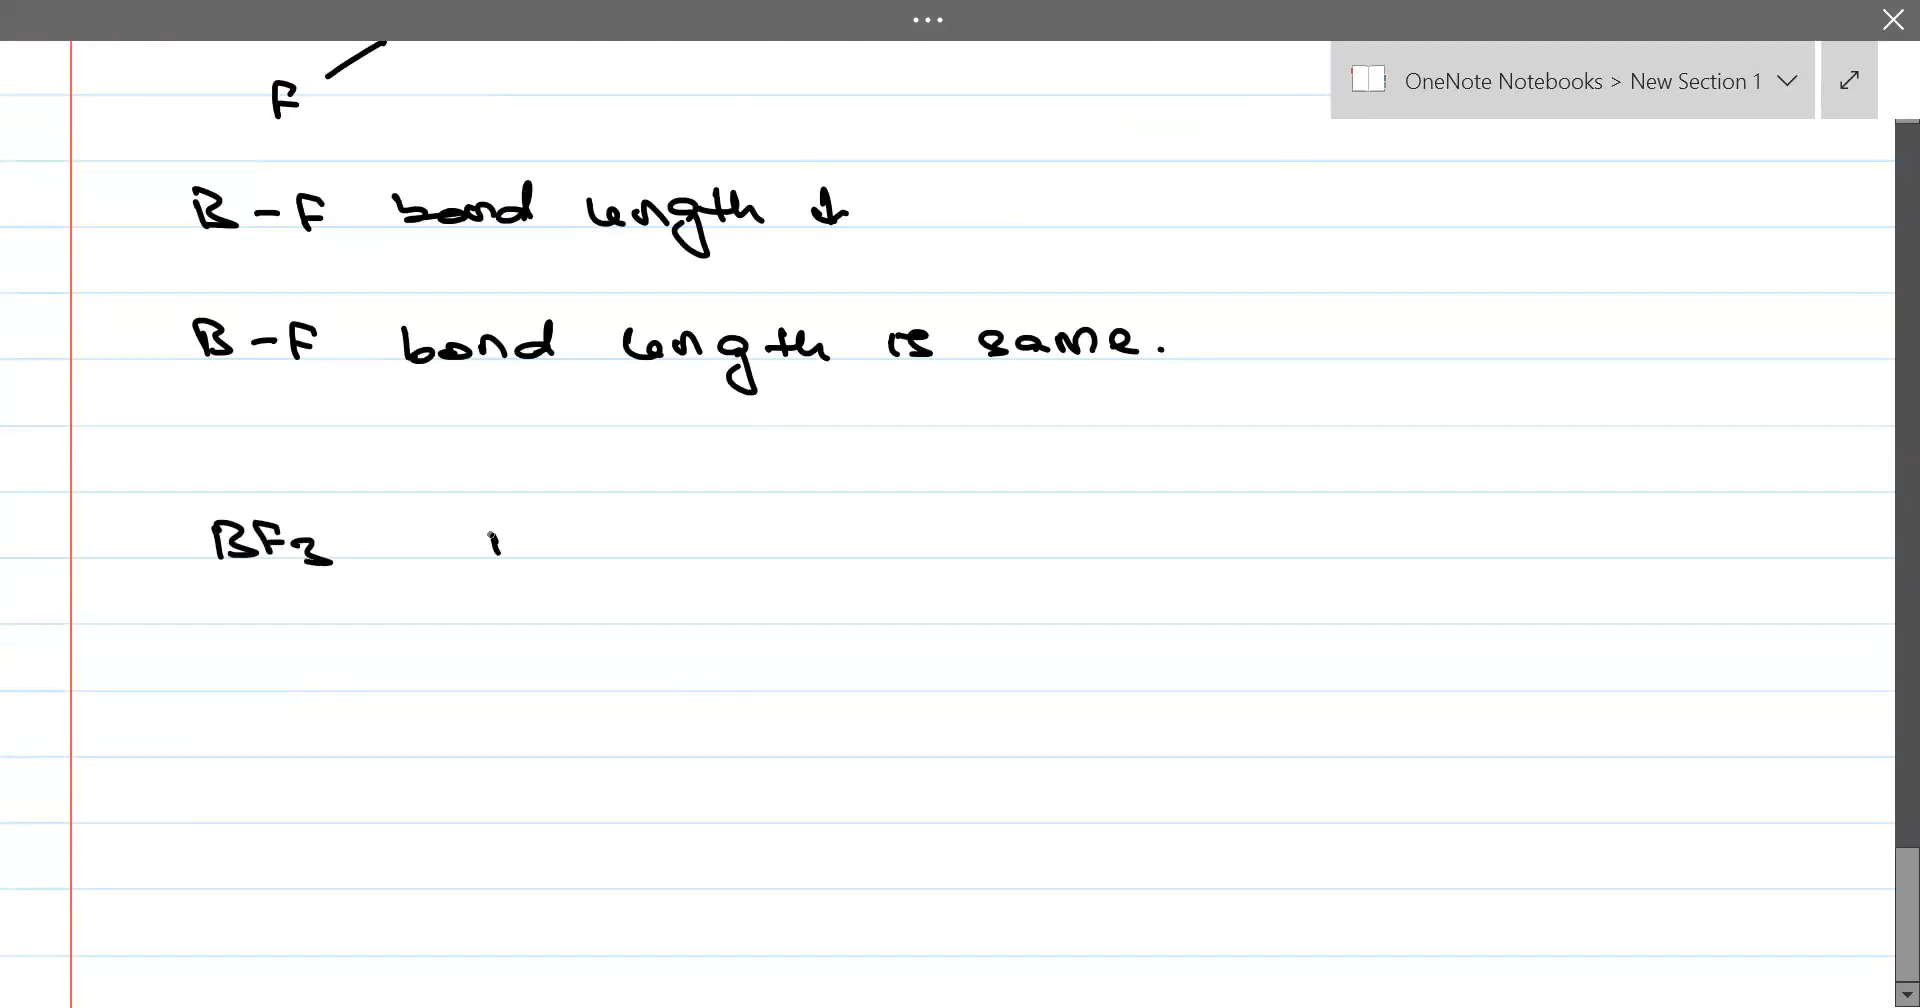 ...
OneNote Notebooks > New Section 1
F
B-F bond length ↓
B-F bond length is same.
BF3